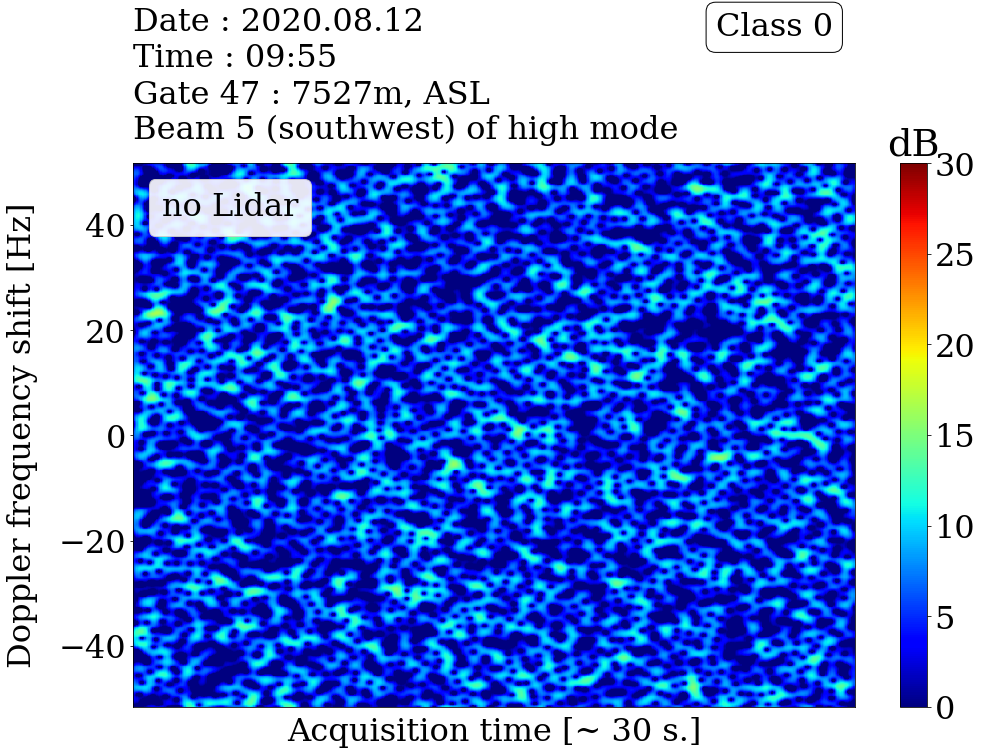 Date : 2020.08.12
Time : 09:55
Gate 47 : 7527m, ASL
Beam 5 (southwest) of high mode
Class 0
dB
no Lidar
Doppler frequency shift [Hz]
40
20
0
−20
−40
30
25
20
15
10
5
0
Acquisition time [~ 30 s.]